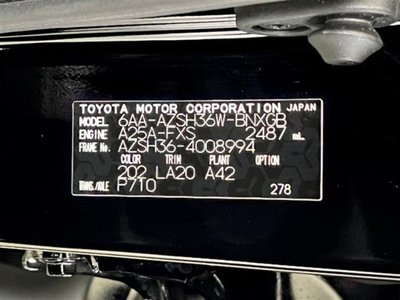 TOYOTA MOTOR CORPORATION JAPAN
MODEL 6AA-AZSH36W-BNXGB
ENGINE A25A-FXS 2487 mL
FRAME No. AZSH36-4008994
COLOR TRIM PLANT OPTION
202 LA20 A42
TRANS./AXLE P710 278